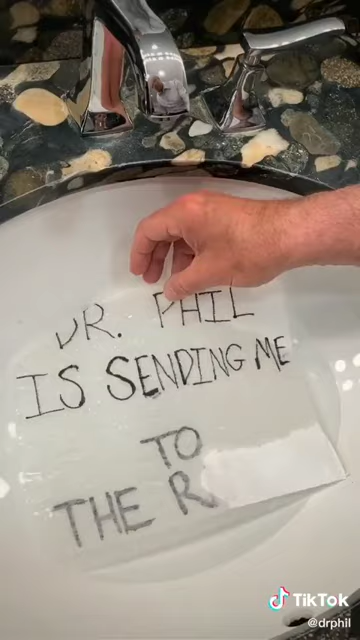 DR. PHIL
IS SENDING ME
TO
THE R
TikTok
@drphil